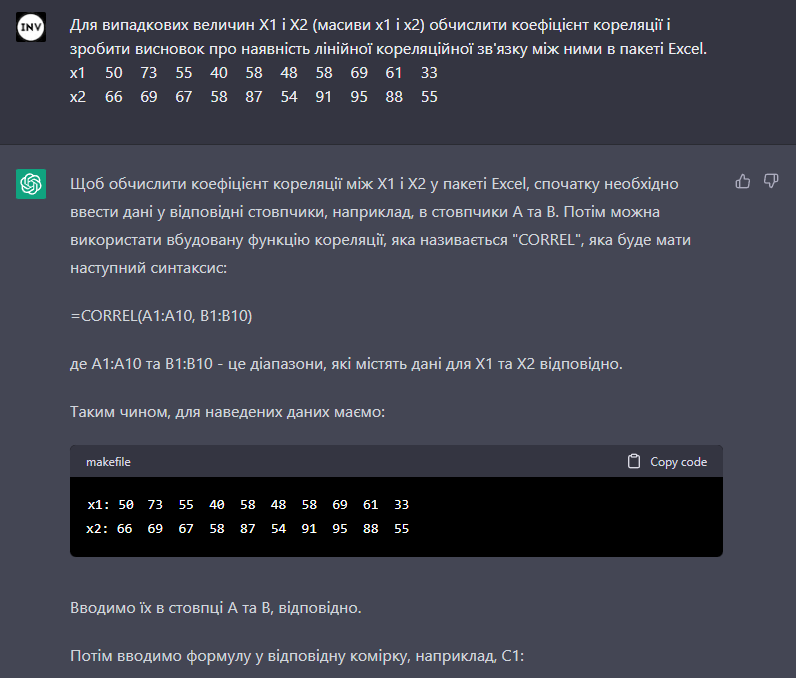 INV
Для випадкових величин X1 і X2 (масиви x1 і x2) обчислити коефіцієнт кореляції і
зробити висновок про наявність лінійної кореляційної зв'язку між ними в пакеті Excel.
x1 50 73 55 40 58 48 58 69 61 33
x2 66 69 67 58 87 54 91 95 88 55
Щоб обчислити коефіцієнт кореляції між X1 і X2 у пакеті Excel, спочатку необхідно
ввести дані у відповідні стовпчики, наприклад, в стовпчики A та B. Потім можна
використати вбудовану функцію кореляції, яка називається "CORREL", яка буде мати
наступний синтаксис:
=CORREL(A1:A10, B1:B10)
де A1:A10 та B1:B10 - це діапазони, які містять дані для X1 та X2 відповідно.
Таким чином, для наведених даних маємо:
makefile Copy code
x1: 50 73 55 40 58 48 58 69 61 33
x2: 66 69 67 58 87 54 91 95 88 55
Вводимо їх в стовпці A та B, відповідно.
Потім вводимо формулу у відповідну комірку, наприклад, C1: